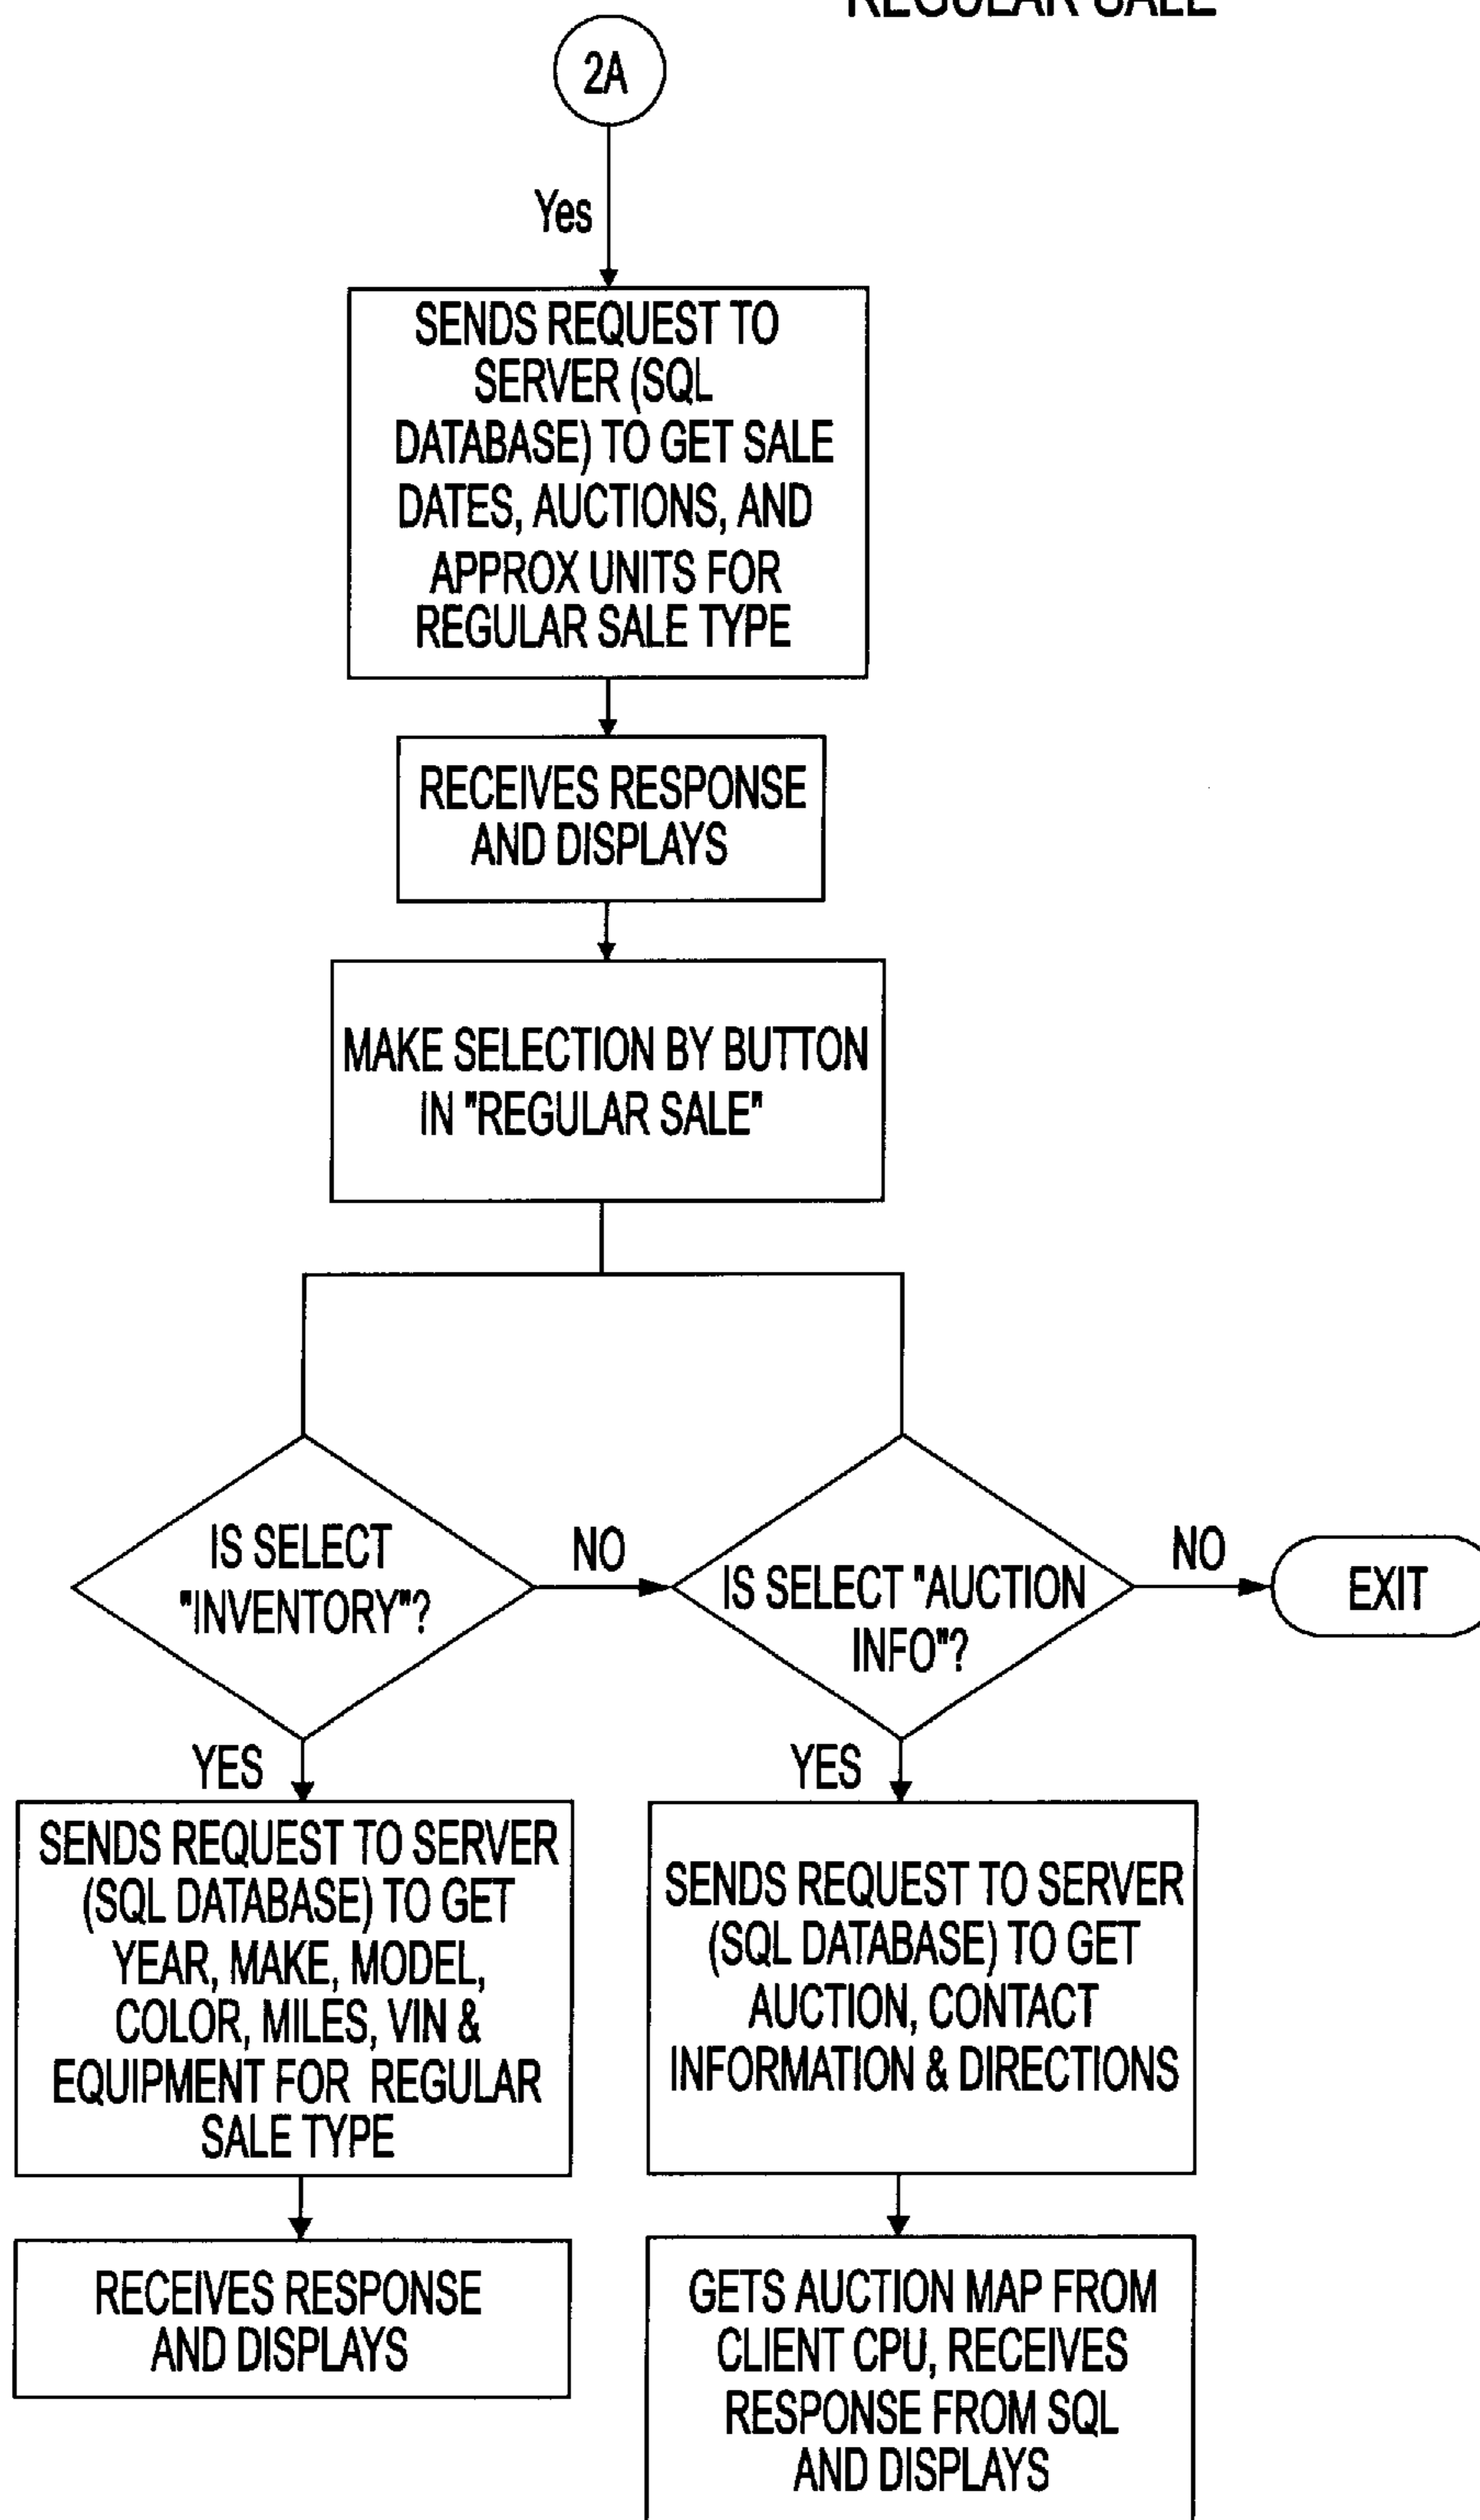 REGULAR SALE
2A
Yes
SENDS REQUEST TO
SERVER (SQL
DATABASE) TO GET SALE
DATES, AUCTIONS, AND
APPROX UNITS FOR
REGULAR SALE TYPE
RECEIVES RESPONSE
AND DISPLAYS
MAKE SELECTION BY BUTTON
IN "REGULAR SALE"
IS SELECT
"INVENTORY"?
NO
IS SELECT "AUCTION
INFO"?
NO
EXIT
YES
YES
SENDS REQUEST TO SERVER
(SQL DATABASE) TO GET
YEAR, MAKE, MODEL,
COLOR, MILES, VIN &
EQUIPMENT FOR REGULAR
SALE TYPE
SENDS REQUEST TO SERVER
(SQL DATABASE) TO GET
AUCTION, CONTACT
INFORMATION & DIRECTIONS
RECEIVES RESPONSE
AND DISPLAYS
GETS AUCTION MAP FROM
CLIENT CPU, RECEIVES
RESPONSE FROM SQL
AND DISPLAYS